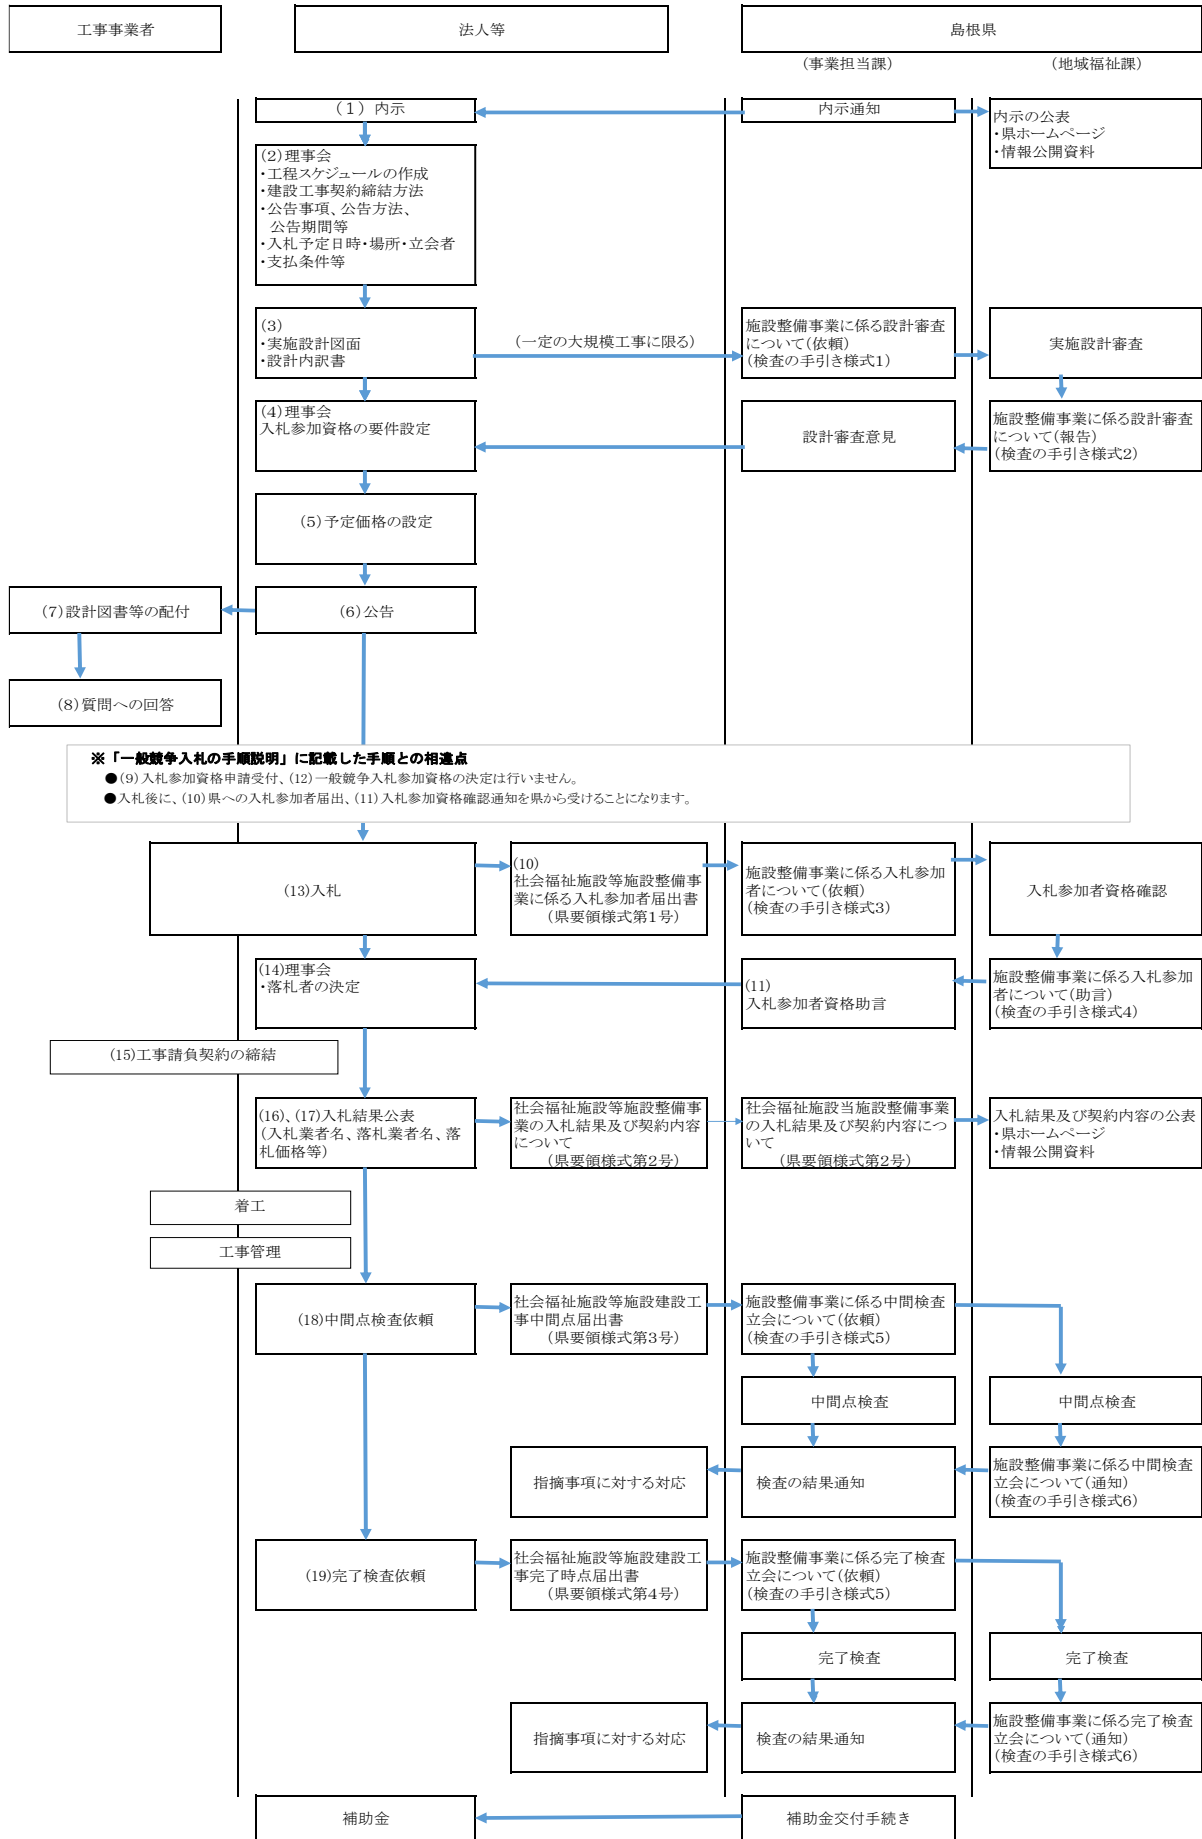 工事事業者
法人等
島根県
(事業担当課)
(地域福祉課)
(1)内示
内示通知
内示の公表
・県ホームページ
・情報公開資料
(2)理事会
・工程スケジュールの作成
・建設工事契約締結方法
・公告事項、公告方法、
公告期間等
・入札予定日時・場所・立会者
・支払条件等
(3)
・実施設計図面
・設計内訳書
(一定の大規模工事に限る)
施設整備事業に係る設計審査
について(依頼)
(検査の手引き様式1)
実施設計審査
(4)理事会
入札参加資格の要件設定
設計審査意見
施設整備事業に係る設計審査
について(報告)
(検査の手引き様式2)
(5)予定価格の設定
(7)設計図書等の配付
(6)公告
(8)質問への回答
※「一般競争入札の手順説明」に記載した手順との相違点
●(9)入札参加資格申請受付、(12)一般競争入札参加資格の決定は行いません。
●入札後に、(10)県への入札参加者届出、(11)入札参加資格確認通知を県から受けることになります。
(13)入札
(10)
社会福祉施設等施設整備事
業に係る入札参加者届出書
(県要領様式第1号)
施設整備事業に係る入札参加
者について(依頼)
(検査の手引き様式3)
入札参加者資格確認
(14)理事会
・落札者の決定
(11)
入札参加者資格助言
施設整備事業に係る入札参加
者について(助言)
(検査の手引き様式4)
(15)工事請負契約の締結
(16)、(17)入札結果公表
(入札業者名、落札業者名、落
札価格等)
社会福祉施設等施設整備事
業の入札結果及び契約内容
について
(県要領様式第2号)
社会福祉施設当施設整備事業
の入札結果及び契約内容につ
いて
(県要領様式第2号)
入札結果及び契約内容の公表
・県ホームページ
・情報公開資料
着工
工事管理
(18)中間点検査依頼
社会福祉施設等施設建設工
事中間点届出書
(県要領様式第3号)
施設整備事業に係る中間検査
立会について(依頼)
(検査の手引き様式5)
中間点検査
中間点検査
指摘事項に対する対応
検査の結果通知
施設整備事業に係る中間検査
立会について(通知)
(検査の手引き様式6)
(19)完了検査依頼
社会福祉施設等施設建設工
事完了時点届出書
(県要領様式第4号)
施設整備事業に係る完了検査
立会について(依頼)
(検査の手引き様式5)
完了検査
完了検査
指摘事項に対する対応
検査の結果通知
施設整備事業に係る完了検査
立会について(通知)
(検査の手引き様式6)
補助金
補助金交付手続き